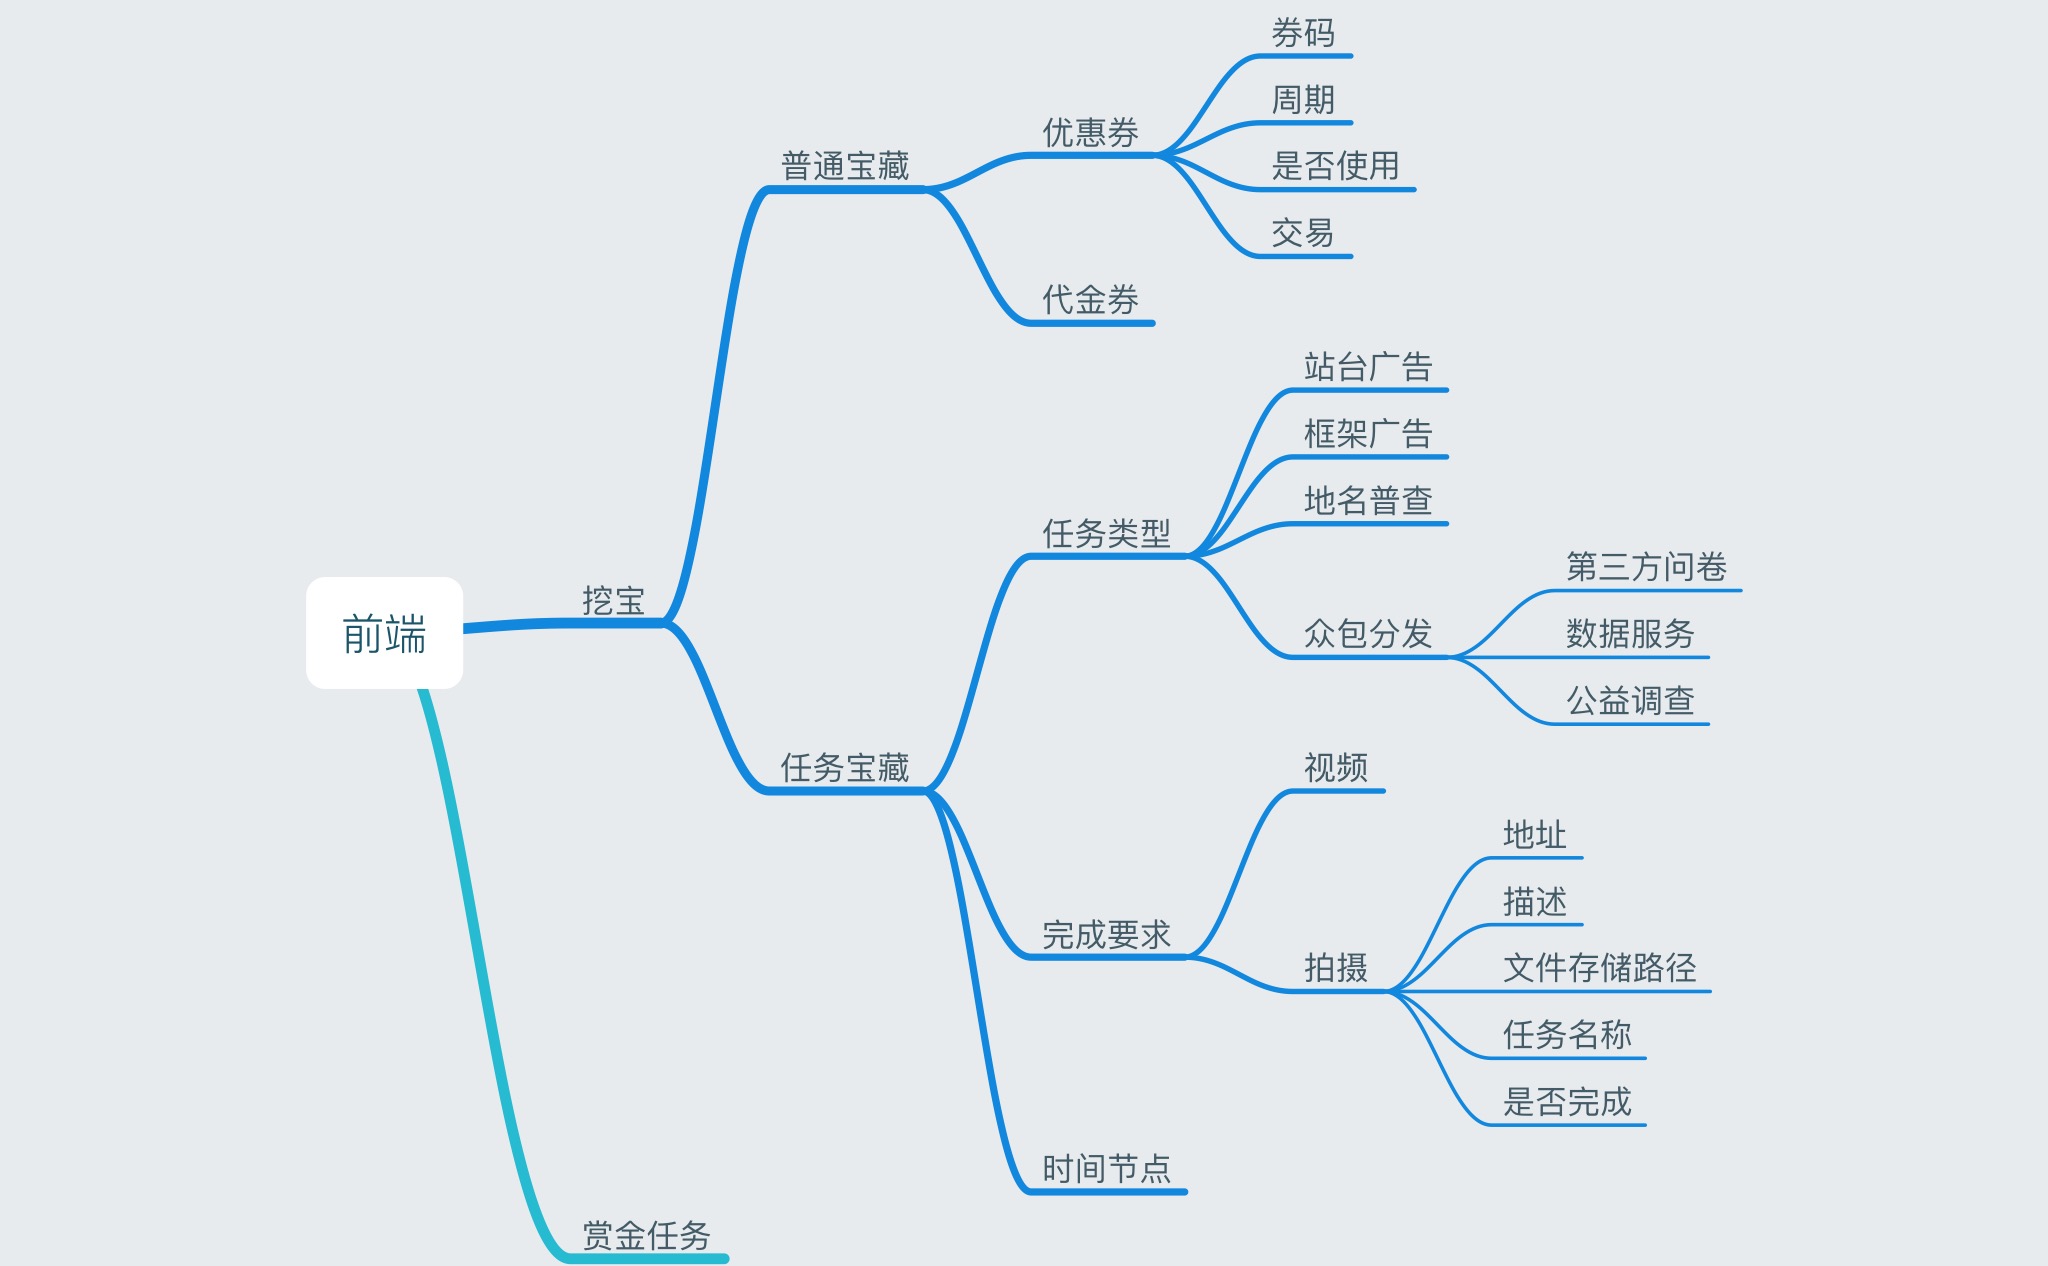 前端
挖宝
普通宝藏
优惠券
券码
周期
是否使用
交易
代金券
任务宝藏
任务类型
站台广告
框架广告
地名普查
众包分发
第三方问卷
数据服务
公益调查
完成要求
视频
拍摄
地址
描述
文件存储路径
任务名称
是否完成
时间节点
赏金任务